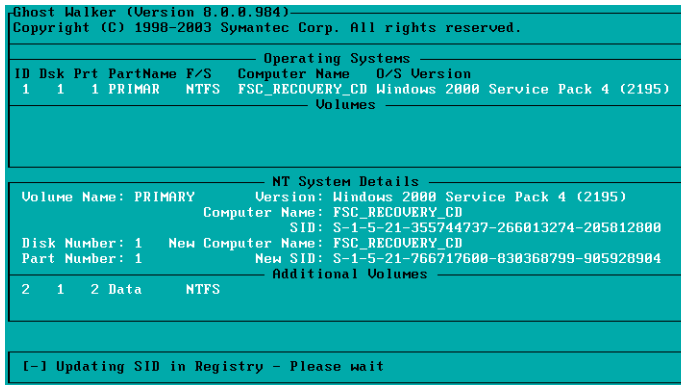 Ghost Walker (Version 8.0.0.984)
Copyright (C) 1998-2003 Symantec Corp. All rights reserved.
Operating Systems
ID Dsk Prt PartName F/S Computer Name O/S Version
1 1 1 PRIMAR NTFS FSC_RECOVERY_CD Windows 2000 Service Pack 4 (2195)
Volumes
NT System Details
Volume Name: PRIMARY Version: Windows 2000 Service Pack 4 (2195)
Computer Name: FSC_RECOVERY_CD
SID: S-1-5-21-355744737-266013274-205812800
Disk Number: 1 New Computer Name: FSC_RECOVERY_CD
Part Number: 1 New SID: S-1-5-21-766717600-830368799-905928904
Additional Volumes
2 1 2 Data NTFS
[-] Updating SID in Registry - Please wait